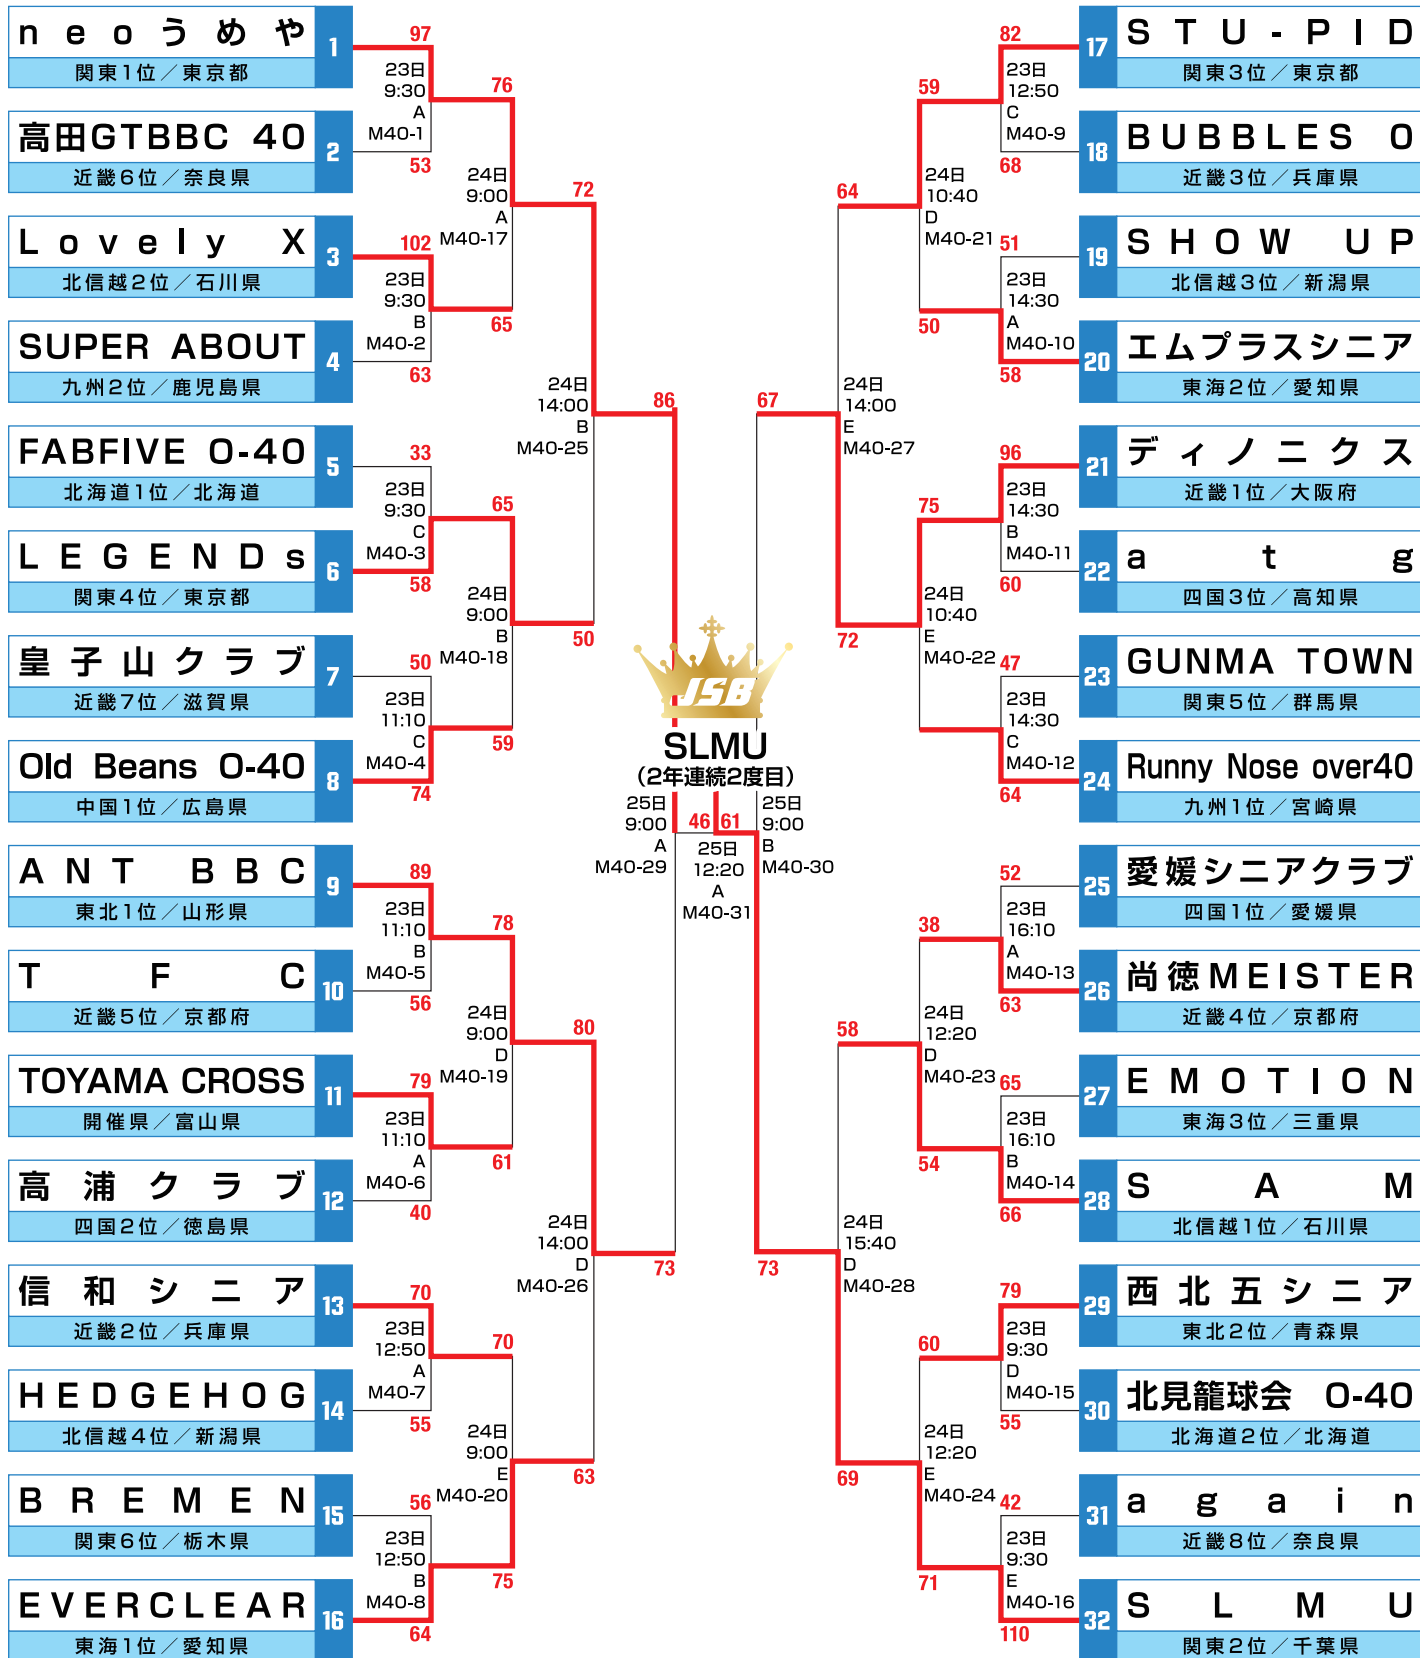 neoうめや
1
関東1位／東京都
高田GTBBC 40
2
近畿6位／奈良県
Lovely X
3
北信越2位／石川県
SUPER ABOUT
4
九州2位／鹿児島県
FABFIVE O-40
5
北海道1位／北海道
LEGENDs
6
関東4位／東京都
皇子山クラブ
7
近畿7位／滋賀県
Old Beans O-40
8
中国1位／広島県
ANT BBC
9
東北1位／山形県
TFC
10
近畿5位／京都府
TOYAMA CROSS
11
開催県／富山県
高浦クラブ
12
四国2位／徳島県
信和シニア
13
近畿2位／兵庫県
HEDGEHOG
14
北信越4位／新潟県
BREMEN
15
関東6位／栃木県
EVERCLEAR
16
東海1位／愛知県
97
23日
9:30
A
M40-1
53
102
23日
9:30
B
M40-2
63
33
23日
9:30
C
M40-3
58
50
23日
11:10
C
M40-4
74
89
23日
11:10
B
M40-5
56
79
23日
11:10
A
M40-6
40
70
23日
12:50
A
M40-7
55
56
23日
12:50
B
M40-8
64
76
24日
9:00
A
M40-17
65
65
24日
9:00
B
M40-18
59
78
24日
9:00
D
M40-19
61
70
24日
9:00
E
M40-20
75
72
24日
14:00
B
M40-25
50
80
24日
14:00
D
M40-26
63
86
25日
9:00
A
M40-29
73
JSB
SLMU
(2年連続2度目)
46 61
25日
12:20
A
M40-31
67
25日
9:00
B
M40-30
73
64
24日
14:00
E
M40-27
72
58
24日
15:40
D
M40-28
69
59
24日
10:40
D
M40-21
50
75
24日
10:40
E
M40-22
38
24日
12:20
D
M40-23
54
60
24日
12:20
E
M40-24
71
82
23日
12:50
C
M40-9
68
51
23日
14:30
A
M40-10
58
96
23日
14:30
B
M40-11
60
47
23日
14:30
C
M40-12
64
52
23日
16:10
A
M40-13
63
65
23日
16:10
B
M40-14
66
79
23日
9:30
D
M40-15
55
42
23日
9:30
E
M40-16
110
17
STU-PID
関東3位／東京都
18
BUBBLES O
近畿3位／兵庫県
19
SHOW UP
北信越3位／新潟県
20
エムプラスシニア
東海2位／愛知県
21
ディノニクス
近畿1位／大阪府
22
atg
四国3位／高知県
23
GUNMA TOWN
関東5位／群馬県
24
Runny Nose over40
九州1位／宮崎県
25
愛媛シニアクラブ
四国1位／愛媛県
26
尚徳MEISTER
近畿4位／京都府
27
EMOTION
東海3位／三重県
28
SAM
北信越1位／石川県
29
西北五シニア
東北2位／青森県
30
北見籠球会 O-40
北海道2位／北海道
31
again
近畿8位／奈良県
32
SLMU
関東2位／千葉県